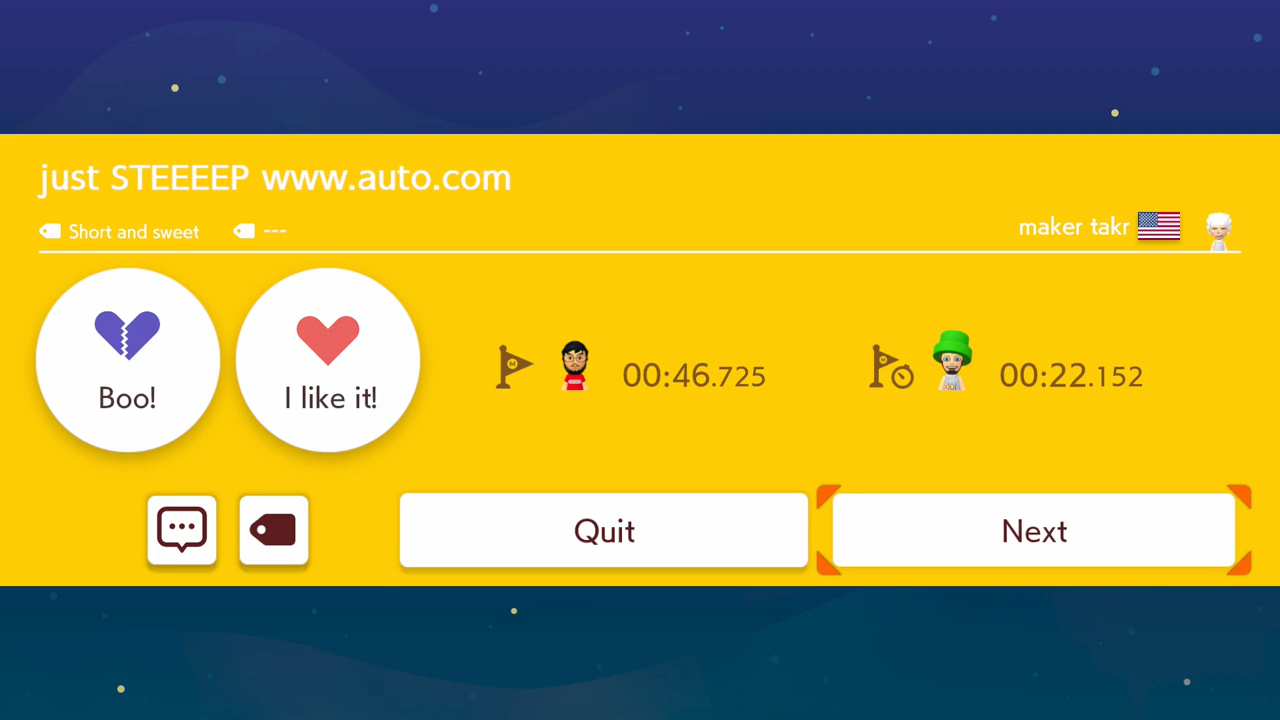 just STEEEEP www.auto.com
Short and sweet
---
maker takr
Boo!
I like it!
M
00:46.725
M
00:22.152
Quit
Next